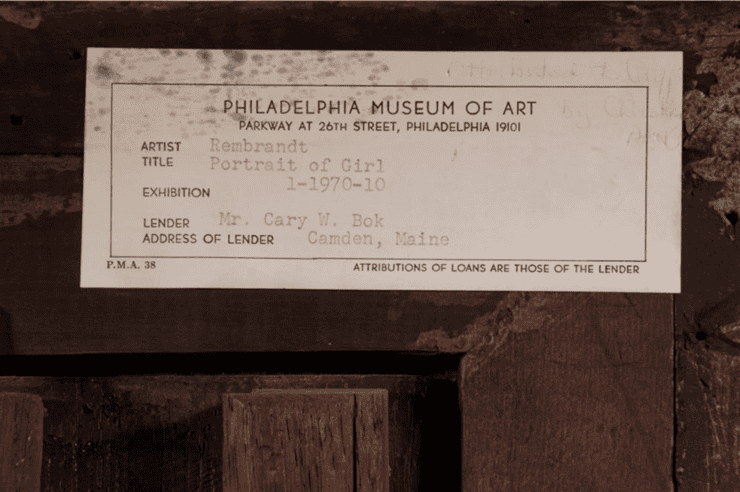 PHILADELPHIA MUSEUM OF ART
PARKWAY AT 26TH STREET, PHILADELPHIA 19101
ARTIST Rembrandt
TITLE Portrait of Girl
EXHIBITION 1-1970-10
LENDER Mr. Cary W. Bok
ADDRESS OF LENDER Camden, Maine
P.M.A. 38 ATTRIBUTIONS OF LOANS ARE THOSE OF THE LENDER